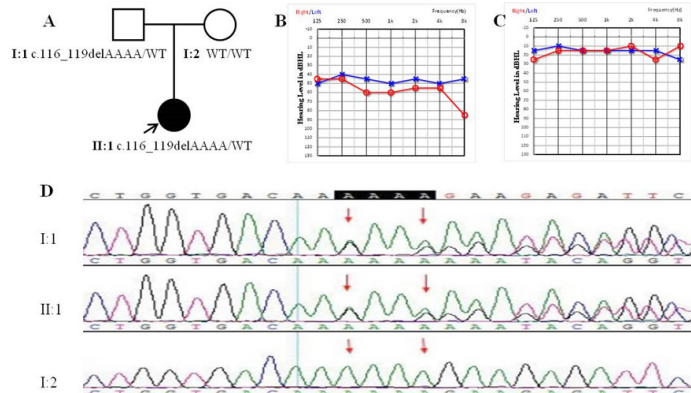 A
I:1 c.116_119delAAAA/WT
I:2 WT/WT
II:1 c.116_119delAAAA/WT
B
Right/Left
Frequency(Hz)
125 250 500 1k 2k 4k 8k
Hearing Level in dBHL
C
Right/Left
Frequency(Hz)
125 250 500 1k 2k 4k 8k
Hearing Level in dBHL
D
C T G G T G A C A A A A A A G A A G A G A T T C
I:1
C T G G T G A C A A A A A A A A A T A C A G G T
II:1
C T G G T G A C A A A A A A A A A T A C A G G T
I:2